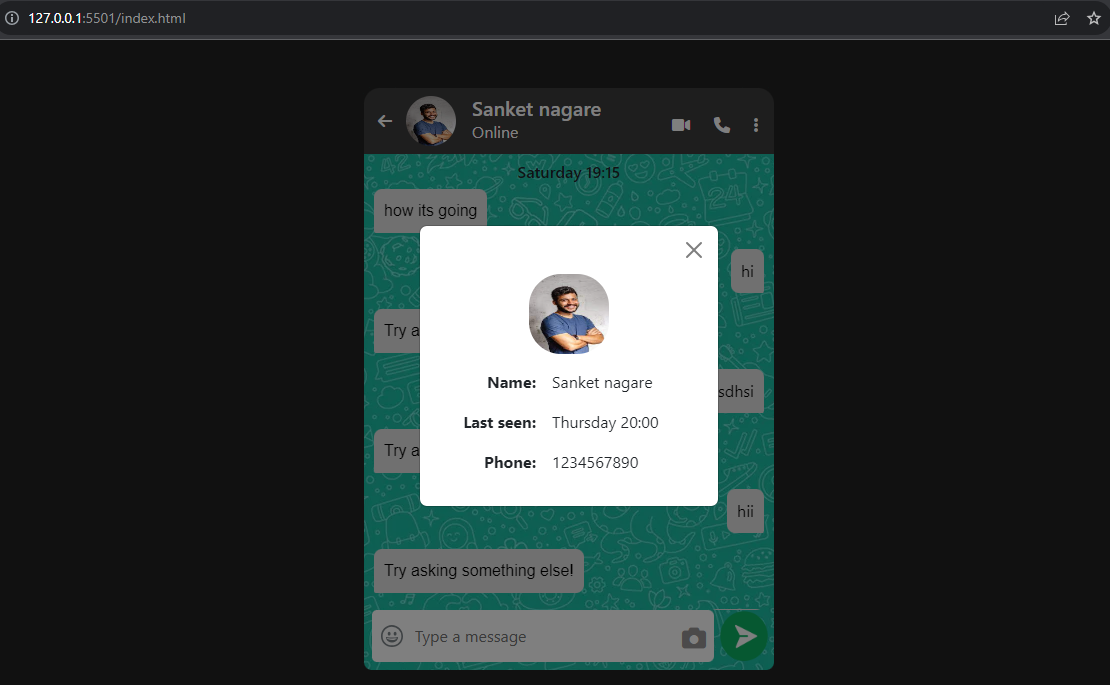 127.0.0.1:5501/index.html
Sanket nagare
Online
Saturday 19:15
how its going
hi
Try a
sdhsi
Try a
hii
Try asking something else!
Type a message
Name: Sanket nagare
Last seen: Thursday 20:00
Phone: 1234567890
24